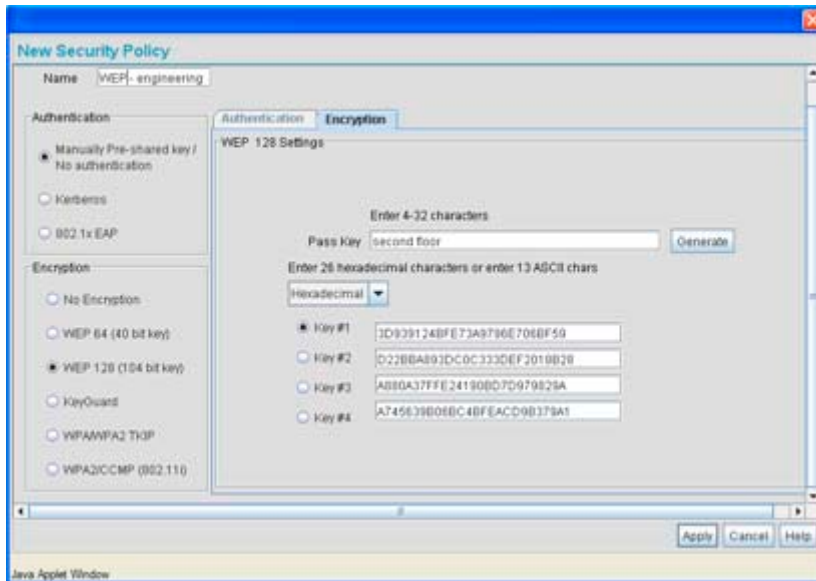 New Security Policy
Name WEP - engineering
Authentication
Manually Pre-shared key /
No authentication
Kerberos
802.1x EAP
Encryption
No Encryption
WEP 64 (40 bit key)
WEP 128 (104 bit key)
KeyGuard
WPA/WPA2 TKIP
WPA2/CCMP (802.11i)
Authentication Encryption
WEP 128 Settings
Enter 4-32 characters
Pass Key second floor Generate
Enter 26 hexadecimal characters or enter 13 ASCII chars
Hexadecimal
Key #1
Key #2
Key #3
Key #4
Apply Cancel Help
Java Applet Window